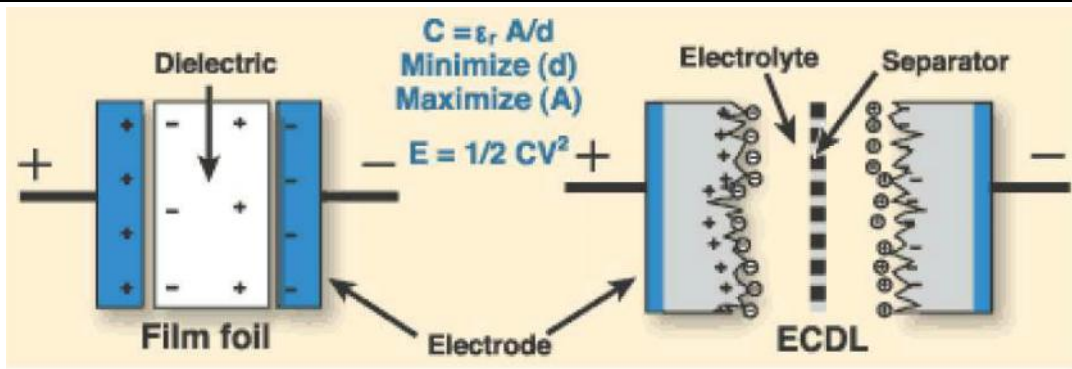 Dielectric
C = εr A/d
Minimize (d)
Maximize (A)
E = 1/2 CV²
Electrolyte
Separator
+
−
+
−
Film foil
Electrode
ECDL